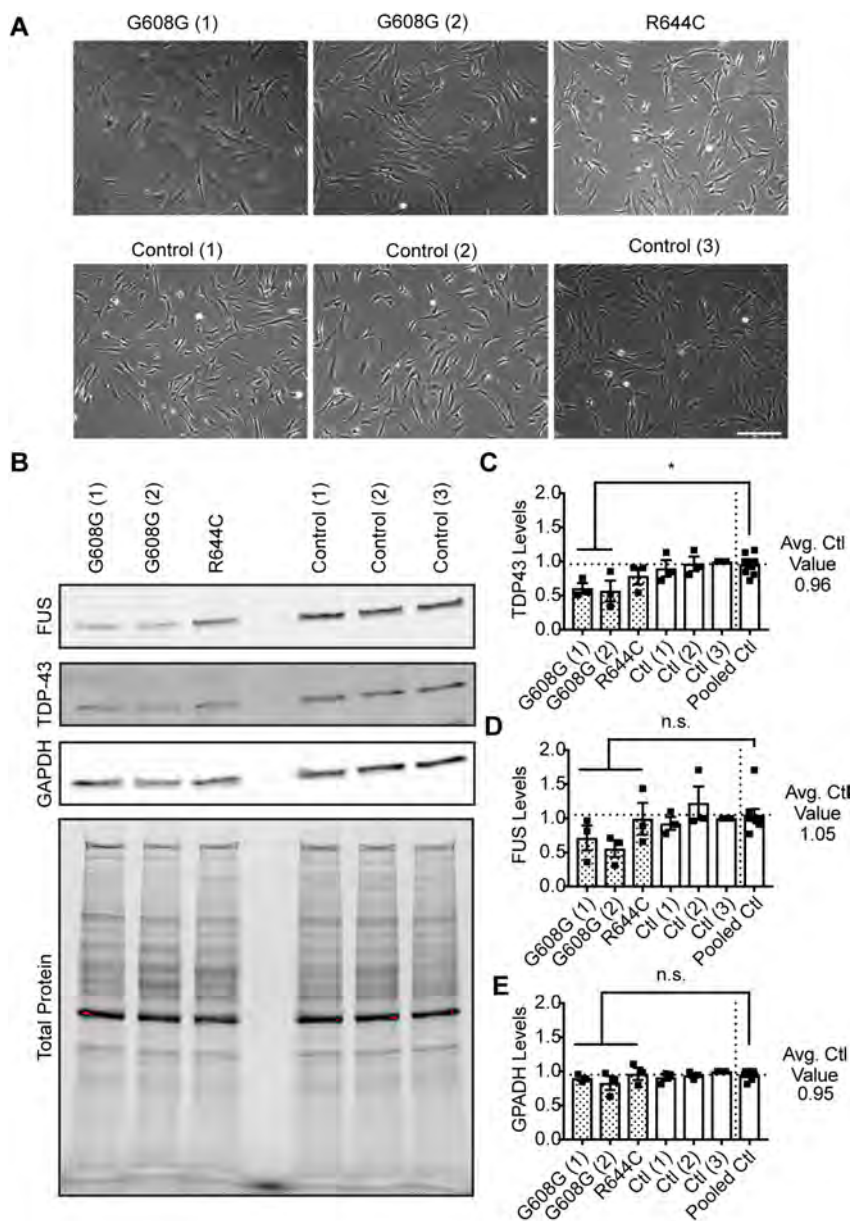 A
G608G (1)
G608G (2)
R644C
Control (1)
Control (2)
Control (3)
B
G608G (1)
G608G (2)
R644C
Control (1)
Control (2)
Control (3)
FUS
TDP-43
GAPDH
Total Protein
C
*
TDP43 Levels
2.0
1.5
1.0
0.5
0.0
Avg. Ctl
Value
0.96
G608G (1)
G608G (2)
R644C
Ctl (1)
Ctl (2)
Ctl (3)
Pooled Ctl
D
n.s.
FUS Levels
2.0
1.5
1.0
0.5
0.0
Avg. Ctl
Value
1.05
G608G (1)
G608G (2)
R644C
Ctl (1)
Ctl (2)
Ctl (3)
Pooled Ctl
E
n.s.
GPADH Levels
2.0
1.5
1.0
0.5
0.0
Avg. Ctl
Value
0.95
G608G (1)
G608G (2)
R644C
Ctl (1)
Ctl (2)
Ctl (3)
Pooled Ctl